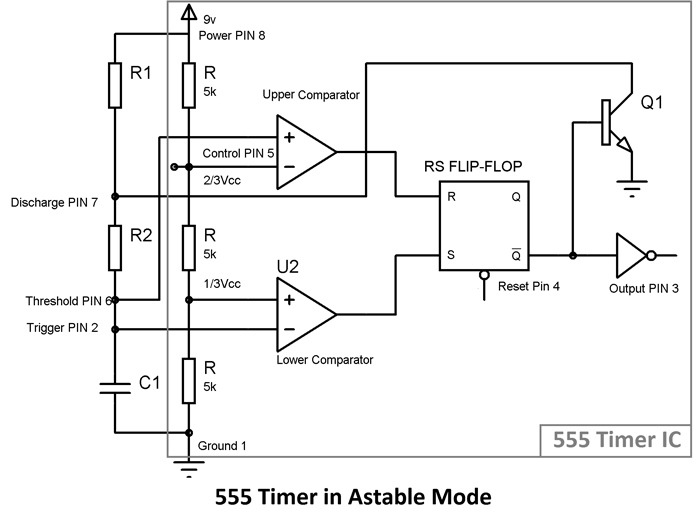 9v
Power PIN 8
R1
R
5k
Upper Comparator
Q1
+
Control PIN 5
−
RS FLIP-FLOP
2/3Vcc
R
Q
Discharge PIN 7
R2
R
5k
S
Q̅
U2
1/3Vcc
+
Reset Pin 4
Output PIN 3
Threshold PIN 6
Trigger PIN 2
−
Lower Comparator
C1
R
5k
Ground 1
555 Timer IC
555 Timer in Astable Mode